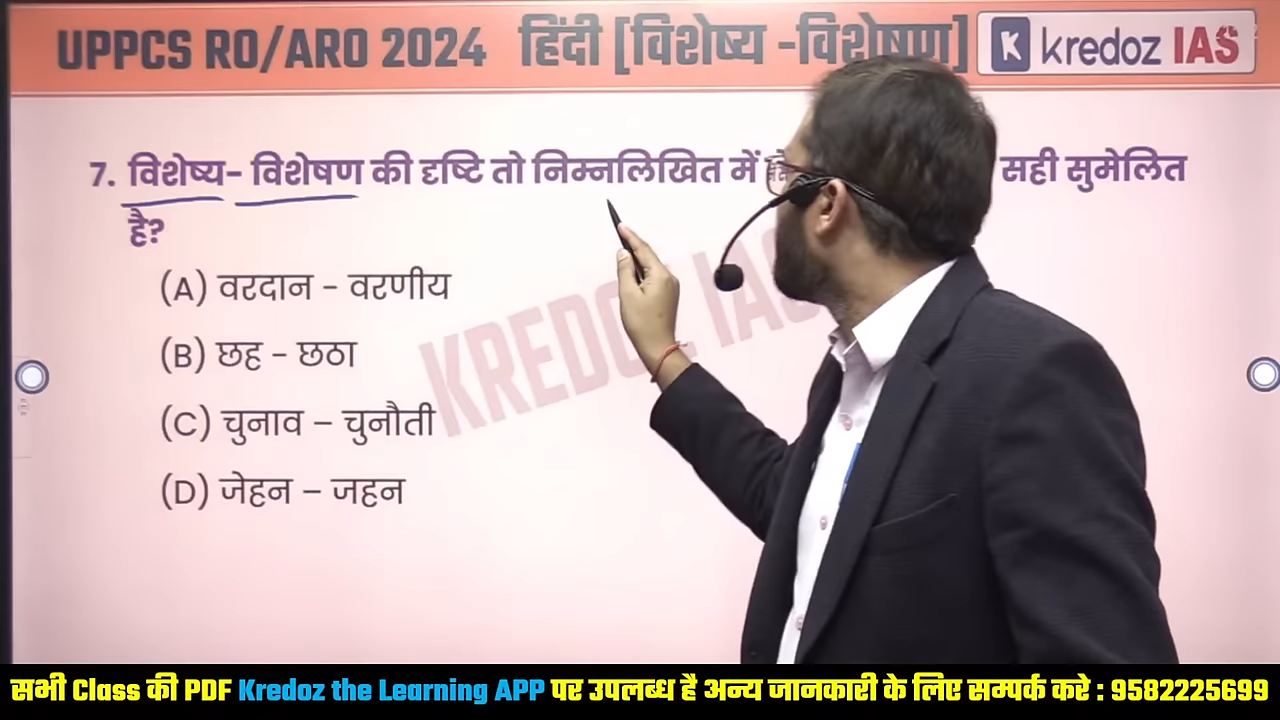 UPPCS RO/ARO 2024 हिंदी [विशेष्य -विशेषण]
kredoz IAS
7. विशेष्य- विशेषण की दृष्टि तो निम्नलिखित में सही सुमेलित
है?
(A) वरदान - वरणीय
(B) छह - छठा
(C) चुनाव – चुनौती
(D) जेहन – जहन
KREDOZ IAS
सभी Class की PDF Kredoz the Learning APP पर उपलब्ध है अन्य जानकारी के लिए सम्पर्क करे : 9582225699